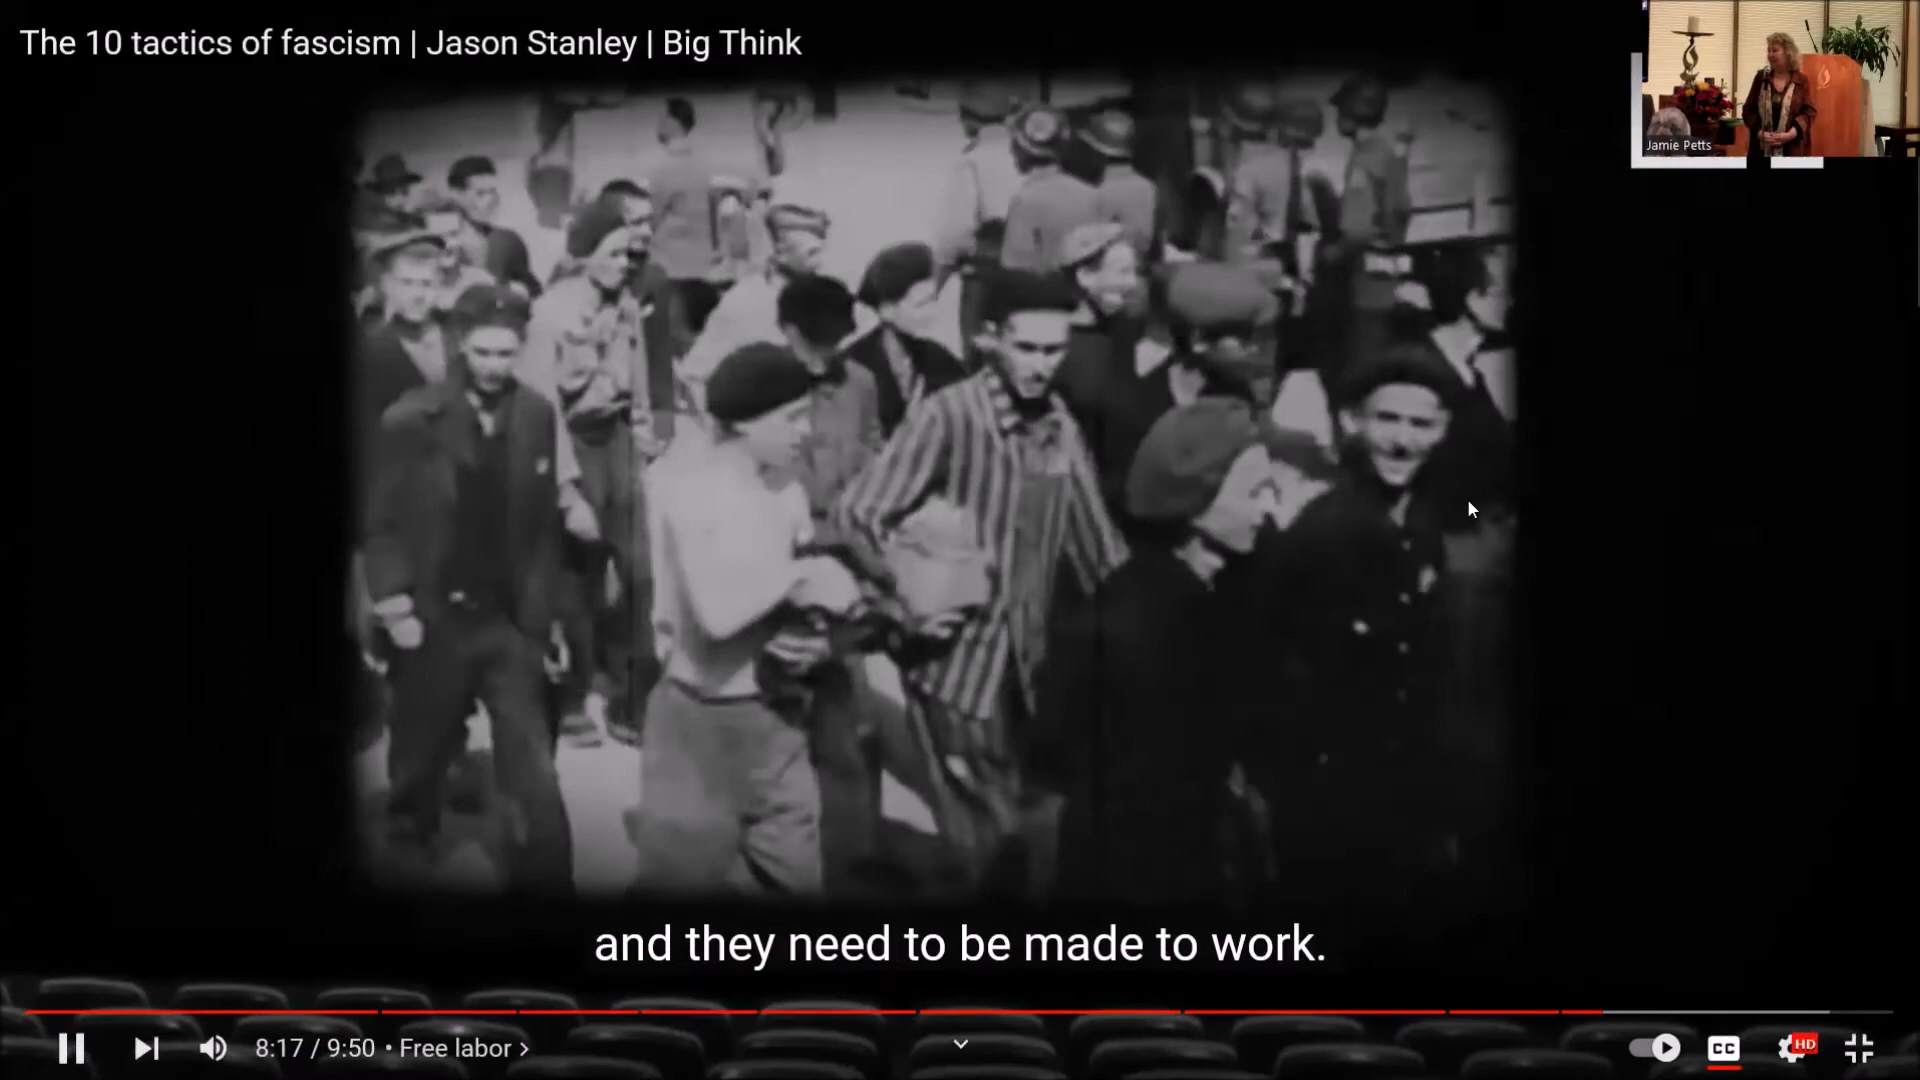 The 10 tactics of fascism | Jason Stanley | Big Think
Jamie Petts
and they need to be made to work.
8:17 / 9:50 • Free labor ›
CC
HD